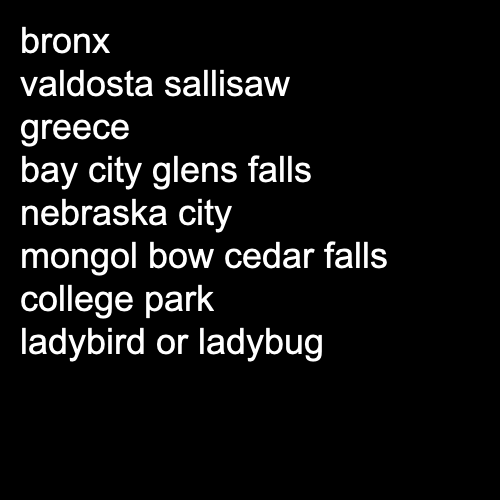 bronx
valdosta sallisaw
greece
bay city glens falls
nebraska city
mongol bow cedar falls
college park
ladybird or ladybug